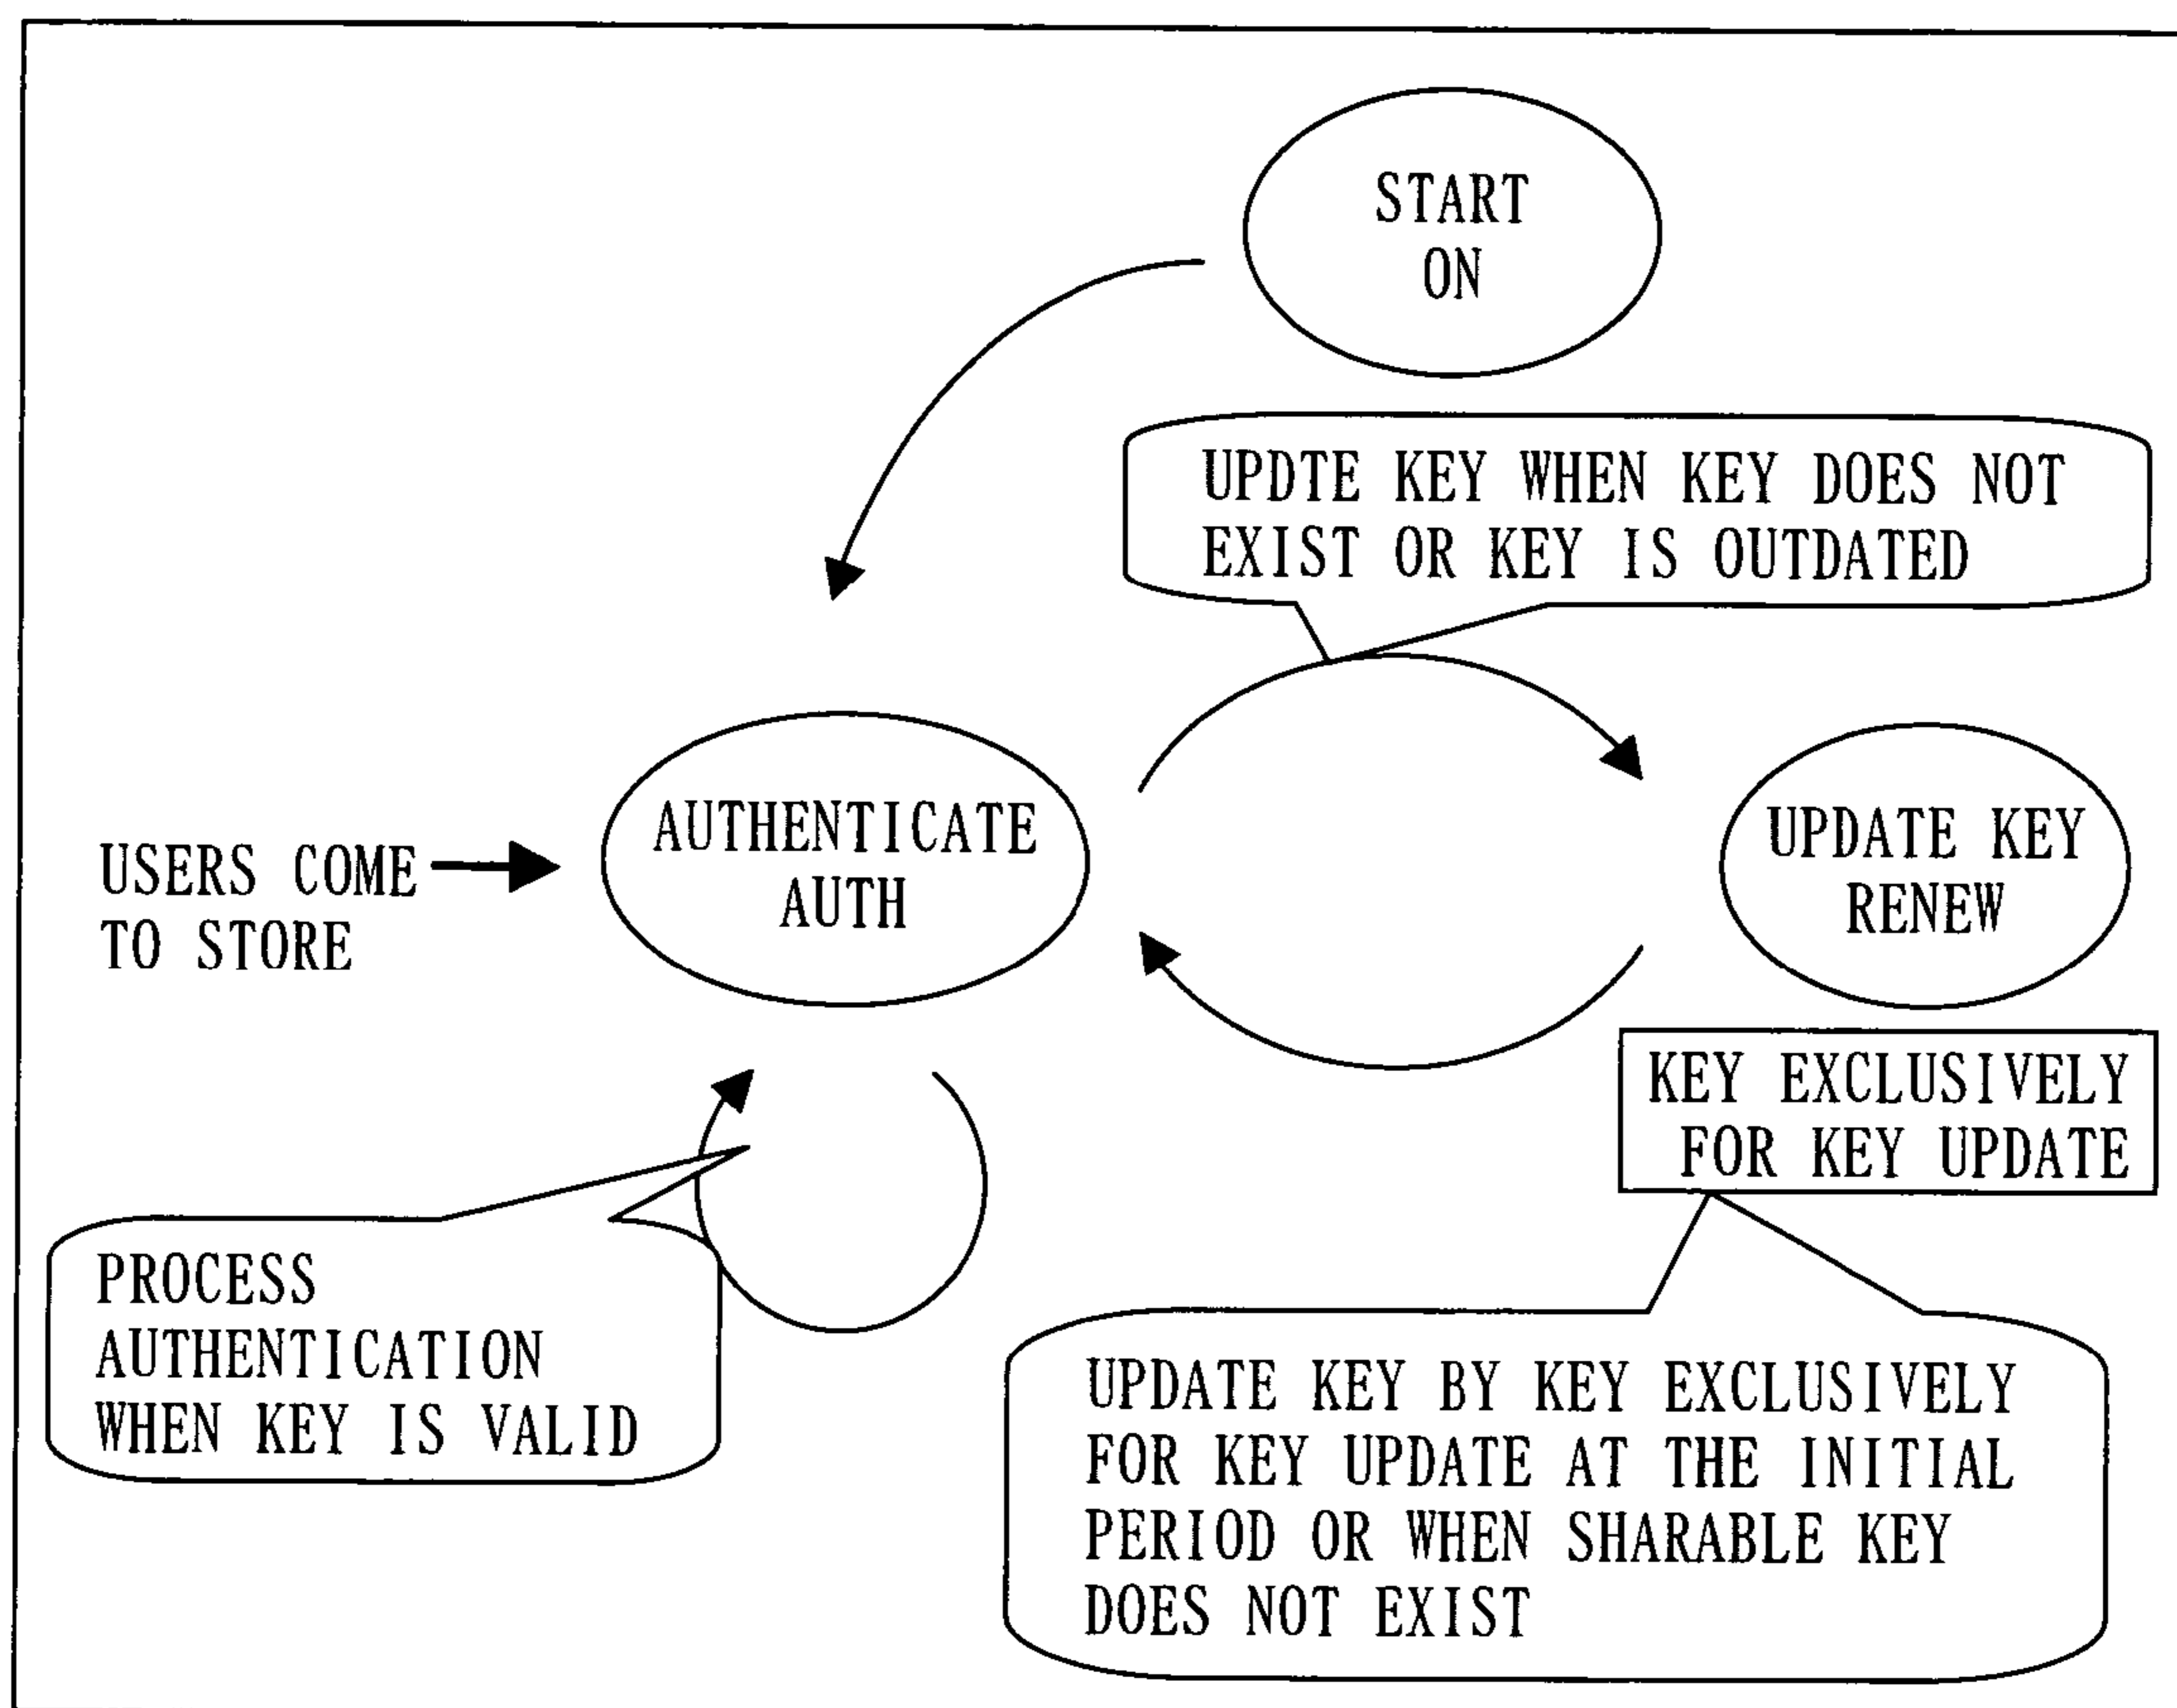 START
ON
UPDTE KEY WHEN KEY DOES NOT
EXIST OR KEY IS OUTDATED
AUTHENTICATE
AUTH
UPDATE KEY
RENEW
USERS COME
TO STORE
KEY EXCLUSIVELY
FOR KEY UPDATE
PROCESS
AUTHENTICATION
WHEN KEY IS VALID
UPDATE KEY BY KEY EXCLUSIVELY
FOR KEY UPDATE AT THE INITIAL
PERIOD OR WHEN SHARABLE KEY
DOES NOT EXIST